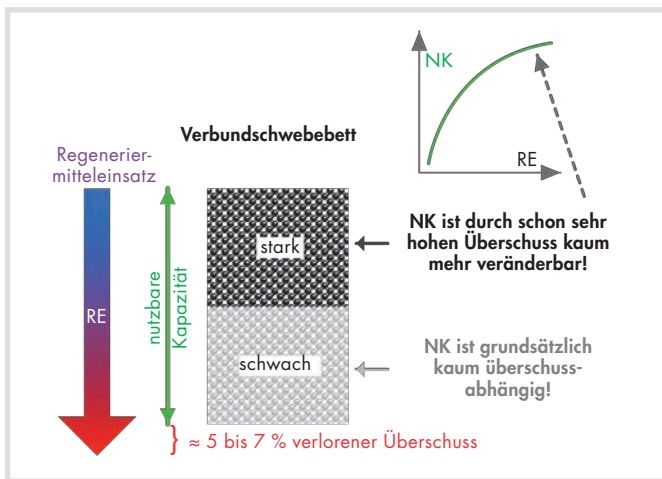 NK
RE
Verbundschwebebett
Regenerier-
mitteleinsatz
RE
nutzbare
Kapazität
stark
schwach
NK ist durch schon sehr
hohen Überschuss kaum
mehr veränderbar!
NK ist grundsätzlich
kaum überschuss-
abhängig!
} ≈ 5 bis 7 % verlorener Überschuss